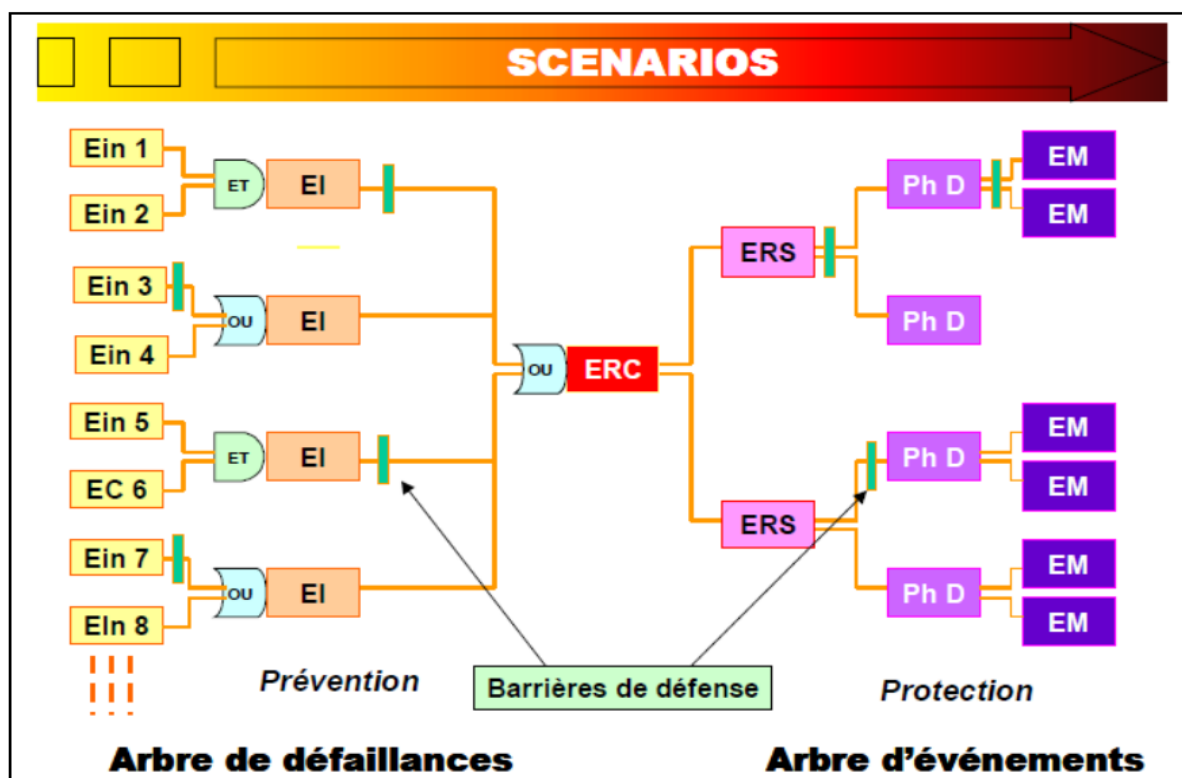 SCENARIOS
Ein 1
ET
EI
Ein 2
Ein 3
OU
EI
Ein 4
Ein 5
ET
EI
EC 6
Ein 7
OU
EI
EIn 8
OU
ERC
ERS
Ph D
EM
EM
Ph D
ERS
Ph D
EM
EM
Ph D
EM
EM
Prévention
Barrières de défense
Protection
Arbre de défaillances
Arbre d'événements